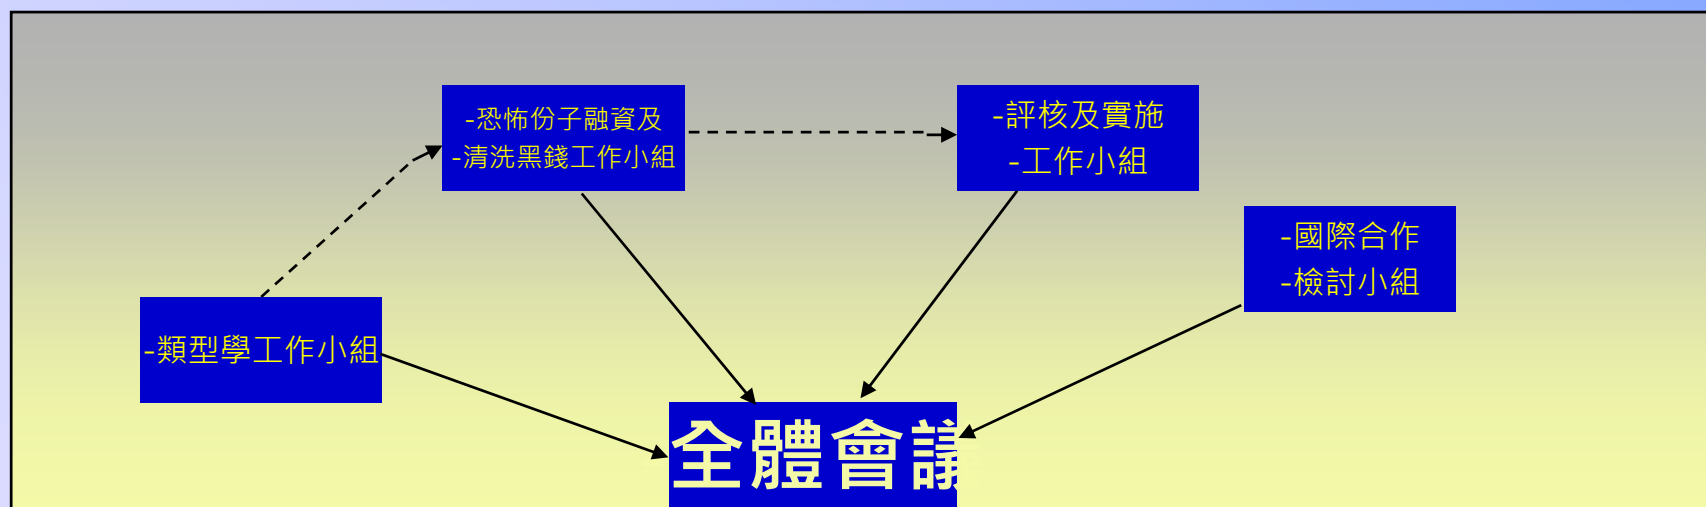 -恐怖份子融資及
-清洗黑錢工作小組
-評核及實施
-工作小組
-國際合作
-檢討小組
-類型學工作小組
全體會議